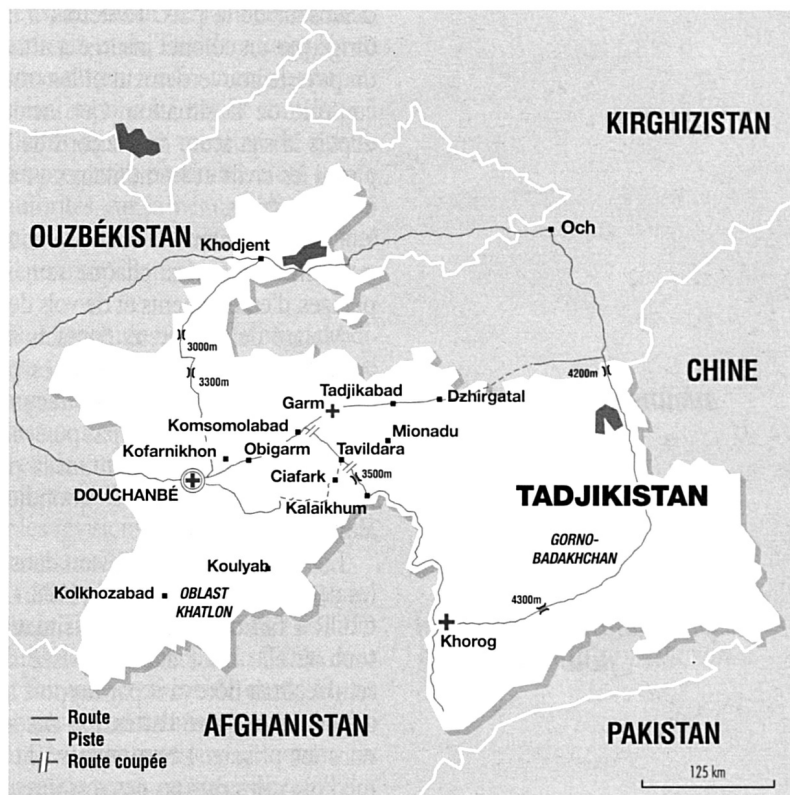 KIRGHIZISTAN
OUZBÉKISTAN
Khodjent
Och
3000m
3300m
4200m
CHINE
Tadjikabad
Dzhirgatal
Garm
Komsomolabad
Mionadu
Kofarnikhon
Obigarm
Tavildara
Ciafark
3500m
DOUCHANBÉ
Kalaikhum
TADJIKISTAN
GORNO-
BADAKHCHAN
Koulyab
Kolkhozabad
OBLAST
KHATLON
4300m
Khorog
Route
Piste
Route coupée
AFGHANISTAN
PAKISTAN
125 km